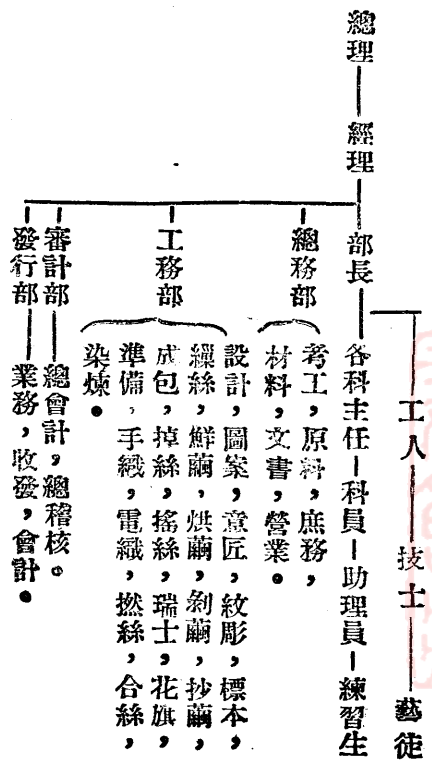 工人—技士—藝徒
總理—經理—部長—各科主任—科員—助理員—練習生
總務部
考工，原料，庶務，
材料，文書，營業。
工務部
設計，圖案，意匠，紋彫，標本，
繅絲，鮮繭，烘繭，剝繭，抄繭，
成包，掉絲，搖絲，瑞士，花旗，
準備，手織，電織，撚絲，合絲，
染煉。
審計部—總會計，總稽核。
發行部—業務，收發，會計。